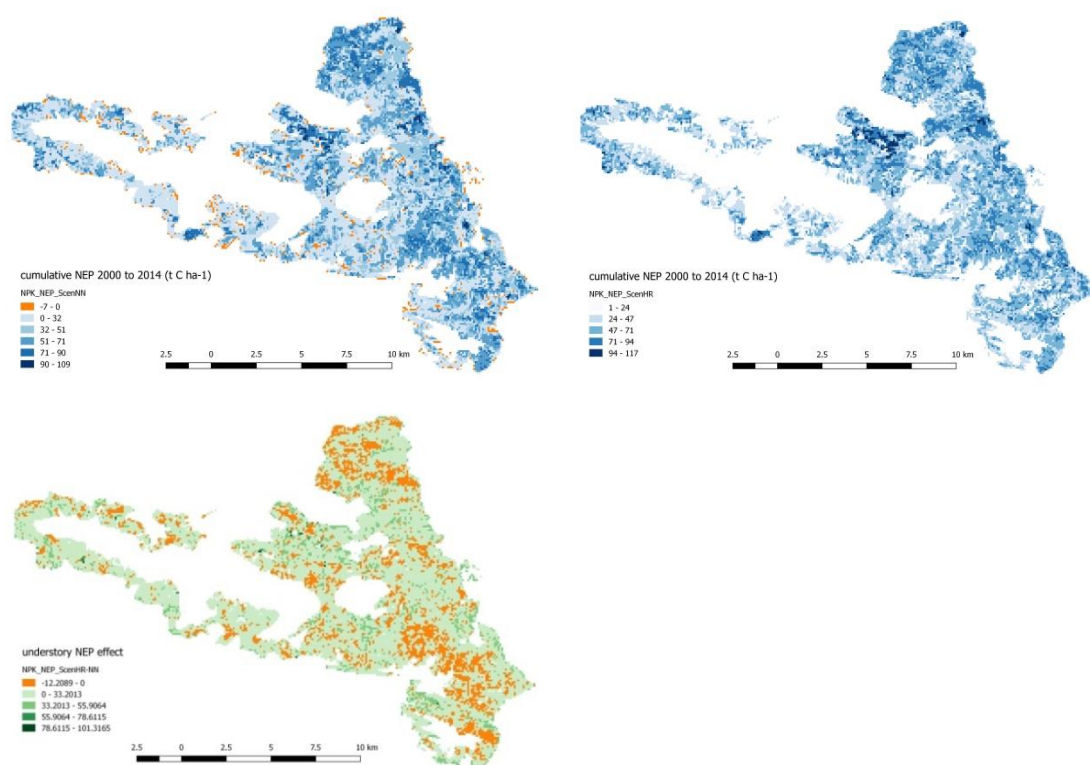 cumulative NEP 2000 to 2014 (t C ha-1)
NPK_NEP_ScenNN
-7 - 0
0 - 32
32 - 51
51 - 71
71 - 90
90 - 109
2.5 0 2.5 5 7.5 10 km
cumulative NEP 2000 to 2014 (t C ha-1)
NPK_NEP_ScenHR
1 - 24
24 - 47
47 - 71
71 - 94
94 - 117
2.5 0 2.5 5 7.5 10 km
understory NEP effect
NPK_NEP_ScenHR-NN
-12.2089 - 0
0 - 33.2013
33.2013 - 55.9064
55.9064 - 78.6115
78.6115 - 101.3165
2.5 0 2.5 5 7.5 10 km